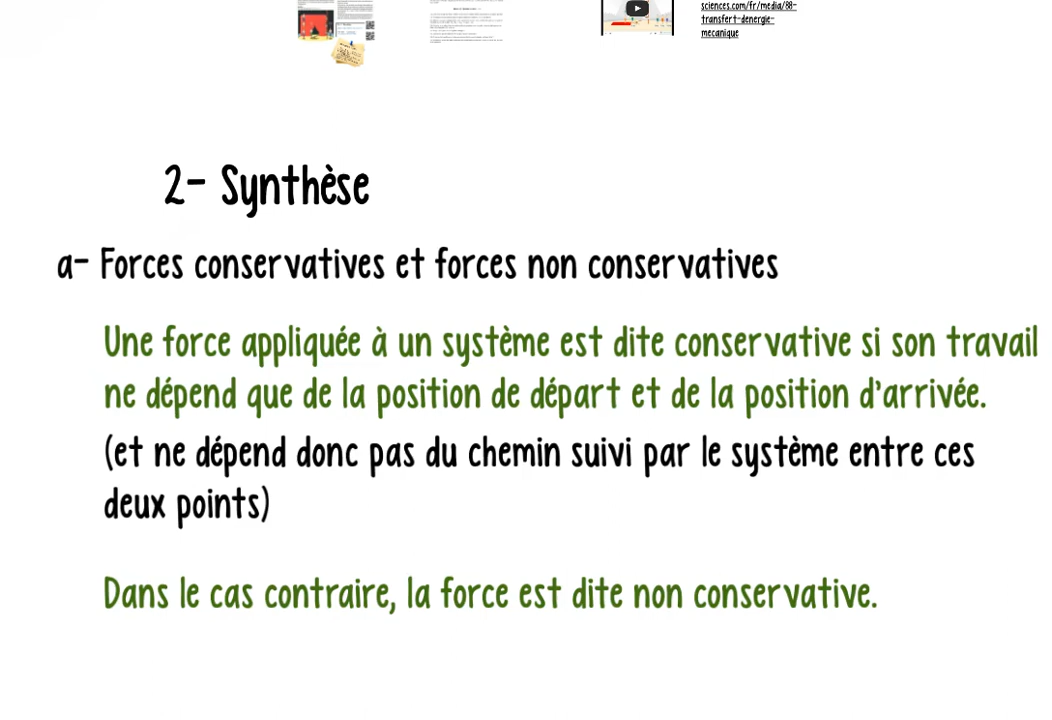 sciences.com/fr/media/88-
transfert-denergie-
mecanique
2- Synthèse
a- Forces conservatives et forces non conservatives
Une force appliquée à un système est dite conservative si son travail
ne dépend que de la position de départ et de la position d'arrivée.
(et ne dépend donc pas du chemin suivi par le système entre ces
deux points)
Dans le cas contraire, la force est dite non conservative.